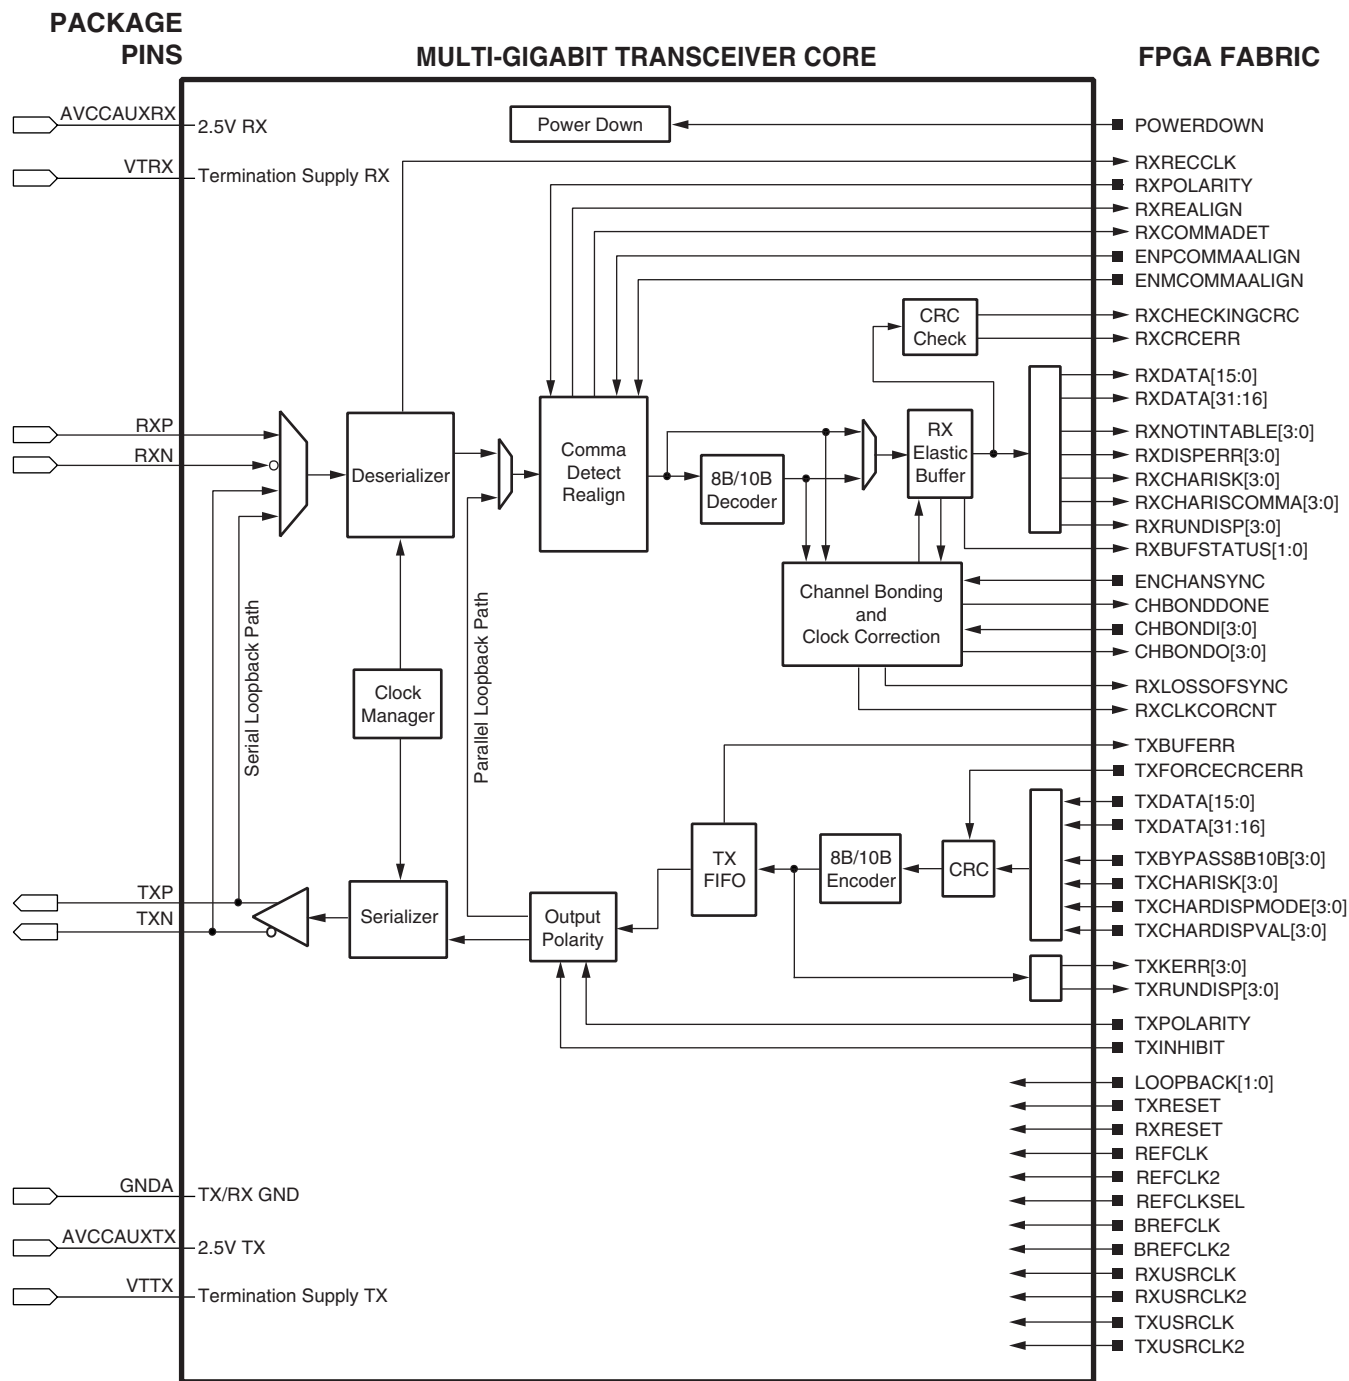 PACKAGE
PINS
MULTI-GIGABIT TRANSCEIVER CORE
FPGA FABRIC
AVCCAUXRX
2.5V RX
VTRX
Termination Supply RX
RXP
RXN
Power Down
POWERDOWN
RXRECCLK
RXPOLARITY
RXREALIGN
RXCOMMADET
ENPCOMMAALIGN
ENMCOMMAALIGN
CRC
Check
RXCHECKINGCRC
RXCRCERR
RXDATA[15:0]
RXDATA[31:16]
RXNOTINTABLE[3:0]
RXDISPERR[3:0]
RXCHARISK[3:0]
RXCHARISCOMMA[3:0]
RXRUNDISP[3:0]
RXBUFSTATUS[1:0]
Deserializer
Comma
Detect
Realign
8B/10B
Decoder
RX
Elastic
Buffer
Channel Bonding
and
Clock Correction
ENCHANSYNC
CHBONDDONE
CHBONDI[3:0]
CHBONDO[3:0]
RXLOSSOFSYNC
RXCLKCORCNT
Serial Loopback Path
Clock
Manager
Parallel Loopback Path
TXBUFERR
TXFORCECRCERR
TXDATA[15:0]
TXDATA[31:16]
TXBYPASS8B10B[3:0]
TXCHARISK[3:0]
TXCHARDISPMODE[3:0]
TXCHARDISPVAL[3:0]
TXKERR[3:0]
TXRUNDISP[3:0]
TXPOLARITY
TXINHIBIT
TXP
TXN
Serializer
Output
Polarity
TX
FIFO
8B/10B
Encoder
CRC
LOOPBACK[1:0]
TXRESET
RXRESET
REFCLK
REFCLK2
REFCLKSEL
BREFCLK
BREFCLK2
RXUSRCLK
RXUSRCLK2
TXUSRCLK
TXUSRCLK2
GNDA
TX/RX GND
AVCCAUXTX
2.5V TX
VTTX
Termination Supply TX